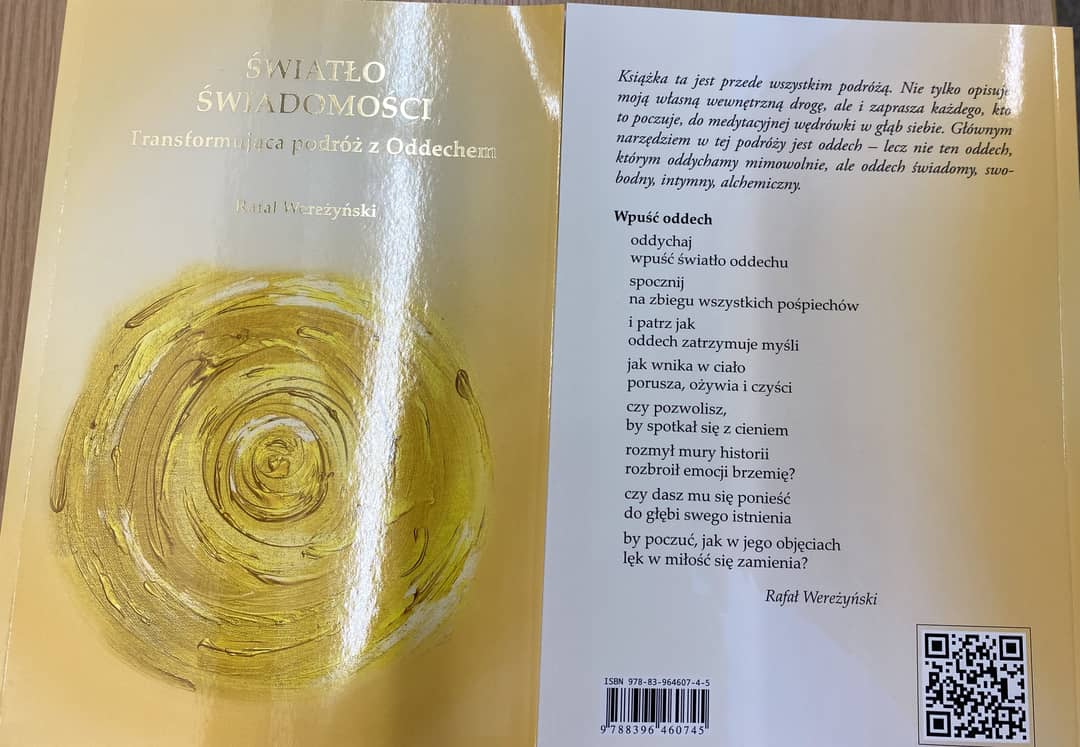 ŚWIATŁO
ŚWIADOMOŚCI
Transformująca podróż z Oddechem
Rafał Wereżyński
Książka ta jest przede wszystkim podróżą. Nie tylko opisuje
moją własną wewnętrzną drogę, ale i zaprasza każdego, kto
to poczuje, do medytacyjnej wędrówki w głąb siebie. Głównym
narzędziem w tej podróży jest oddech – lecz nie ten oddech,
którym oddychamy mimowolnie, ale oddech świadomy, swo-
bodny, intymny, alchemiczny.
Wpuść oddech
oddychaj
wpuść światło oddechu
spocznij
na zbiegu wszystkich pośpiechów
i patrz jak
oddech zatrzymuje myśli
jak wnika w ciało
porusza, ożywia i czyści
czy pozwolisz,
by spotkał się z cieniem
rozmył mury historii
rozbroił emocji brzemię?
czy dasz mu się ponieść
do głębi swego istnienia
by poczuć, jak w jego objęciach
lęk w miłość się zamienia?
Rafał Wereżyński
ISBN 978-83-964607-4-5
9 788396 460745